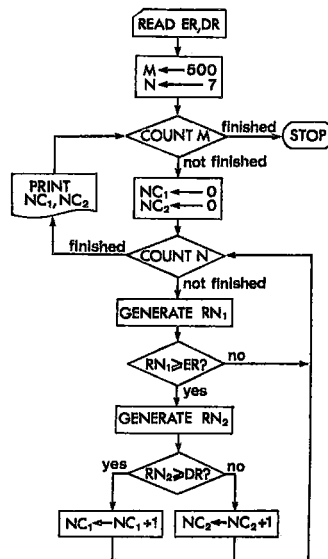 READ ER,DR
M ← 500
N ← 7
COUNT M
finished
STOP
not finished
PRINT
NC₁, NC₂
NC₁ ← 0
NC₂ ← 0
finished
COUNT N
not finished
GENERATE RN₁
RN₁⩾ER?
no
yes
GENERATE RN₂
yes
RN₂⩾DR?
no
NC₁←NC₁+1
NC₂←NC₂+1